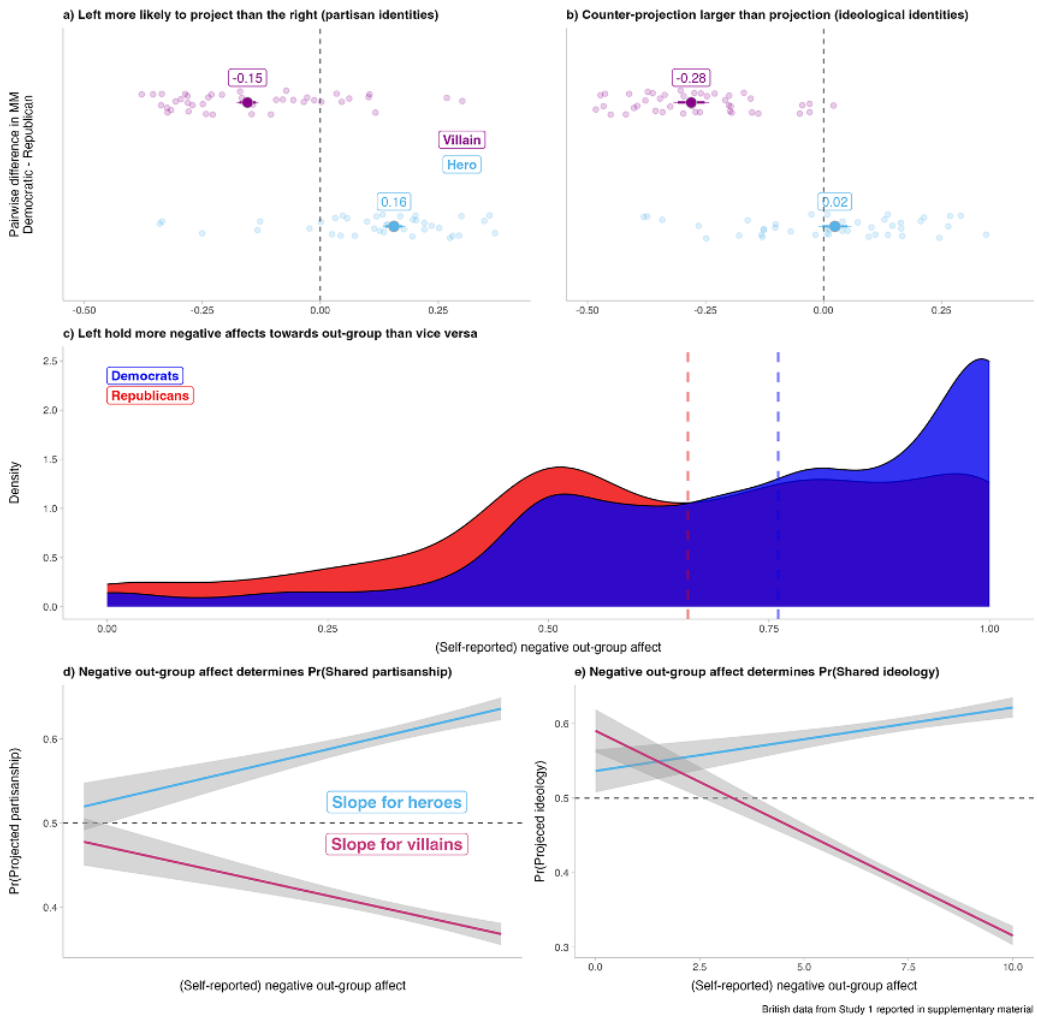 a) Left more likely to project than the right (partisan identities)
b) Counter-projection larger than projection (ideological identities)
Pairwise difference in MM
Democratic - Republican
-0.15
-0.28
Villain
Hero
0.16
0.02
-0.50
-0.25
0.00
0.25
-0.50
-0.25
0.00
0.25
c) Left hold more negative affects towards out-group than vice versa
Density
2.5
2.0
1.5
1.0
0.5
0.0
Democrats
Republicans
0.00
0.25
0.50
0.75
1.00
(Self-reported) negative out-group affect
d) Negative out-group affect determines Pr(Shared partisanship)
e) Negative out-group affect determines Pr(Shared ideology)
Pr(Projected partisanship)
0.6
0.5
0.4
Slope for heroes
Slope for villains
(Self-reported) negative out-group affect
Pr(Projeced ideology)
0.6
0.5
0.4
0.3
0.0
2.5
5.0
7.5
10.0
(Self-reported) negative out-group affect
British data from Study 1 reported in supplementary material